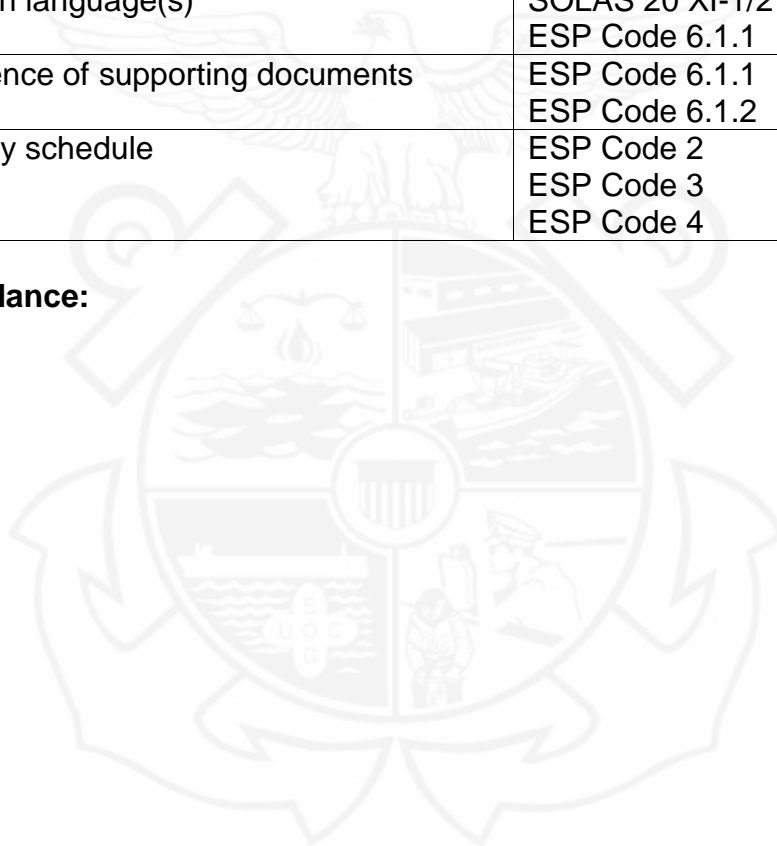 n language(s) SOLAS 20 XI-1/2
ESP Code 6.1.1
ence of supporting documents ESP Code 6.1.1
ESP Code 6.1.2
y schedule ESP Code 2
ESP Code 3
ESP Code 4
dance: